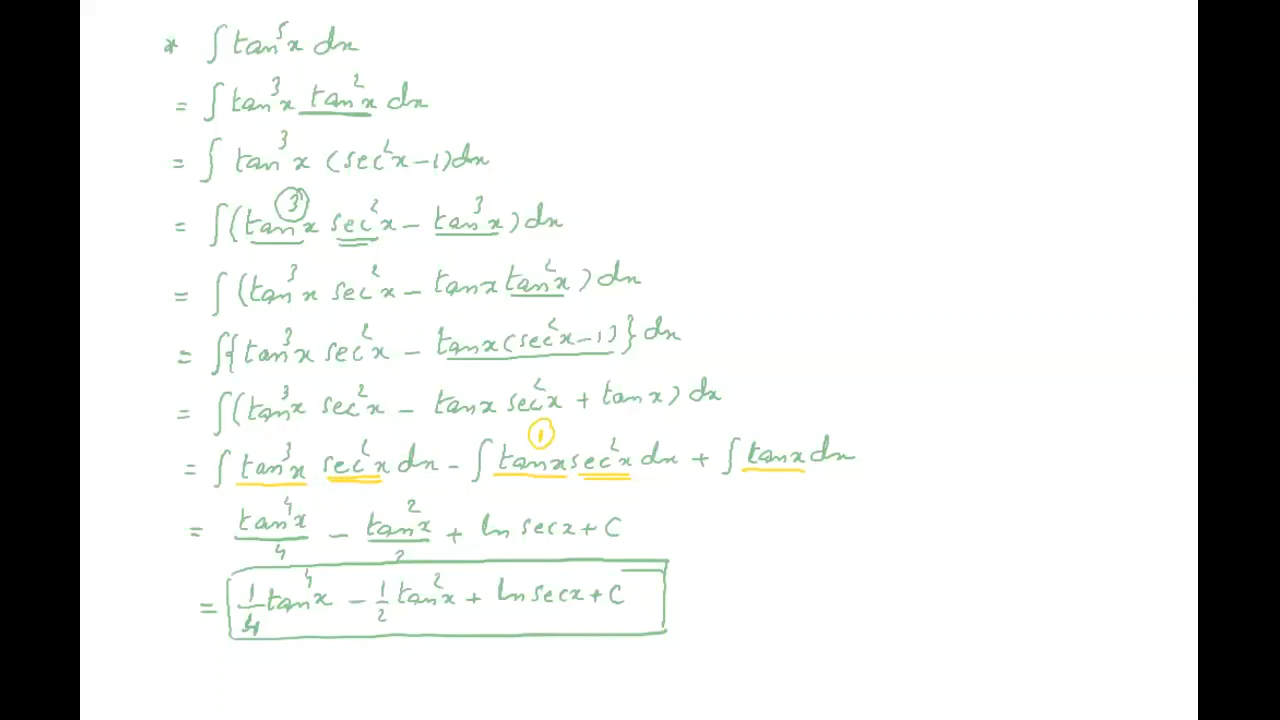 * ∫ tan⁵x dx
= ∫ tan³x tan²x dx
= ∫ tan³x (sec²x − 1) dx
= ∫ (tan³x sec²x − tan³x) dx
= ∫ (tan³x sec²x − tanx tan²x) dx
= ∫ {tan³x sec²x − tanx (sec²x − 1)} dx
= ∫ (tan³x sec²x − tanx sec²x + tanx) dx
①
= ∫ tan³x sec²x dx − ∫ tanx sec²x dx + ∫ tanx dx
= tan⁴x/4 − tan²x/2 + ln secx + C
= 1/4 tan⁴x − 1/2 tan²x + ln secx + C